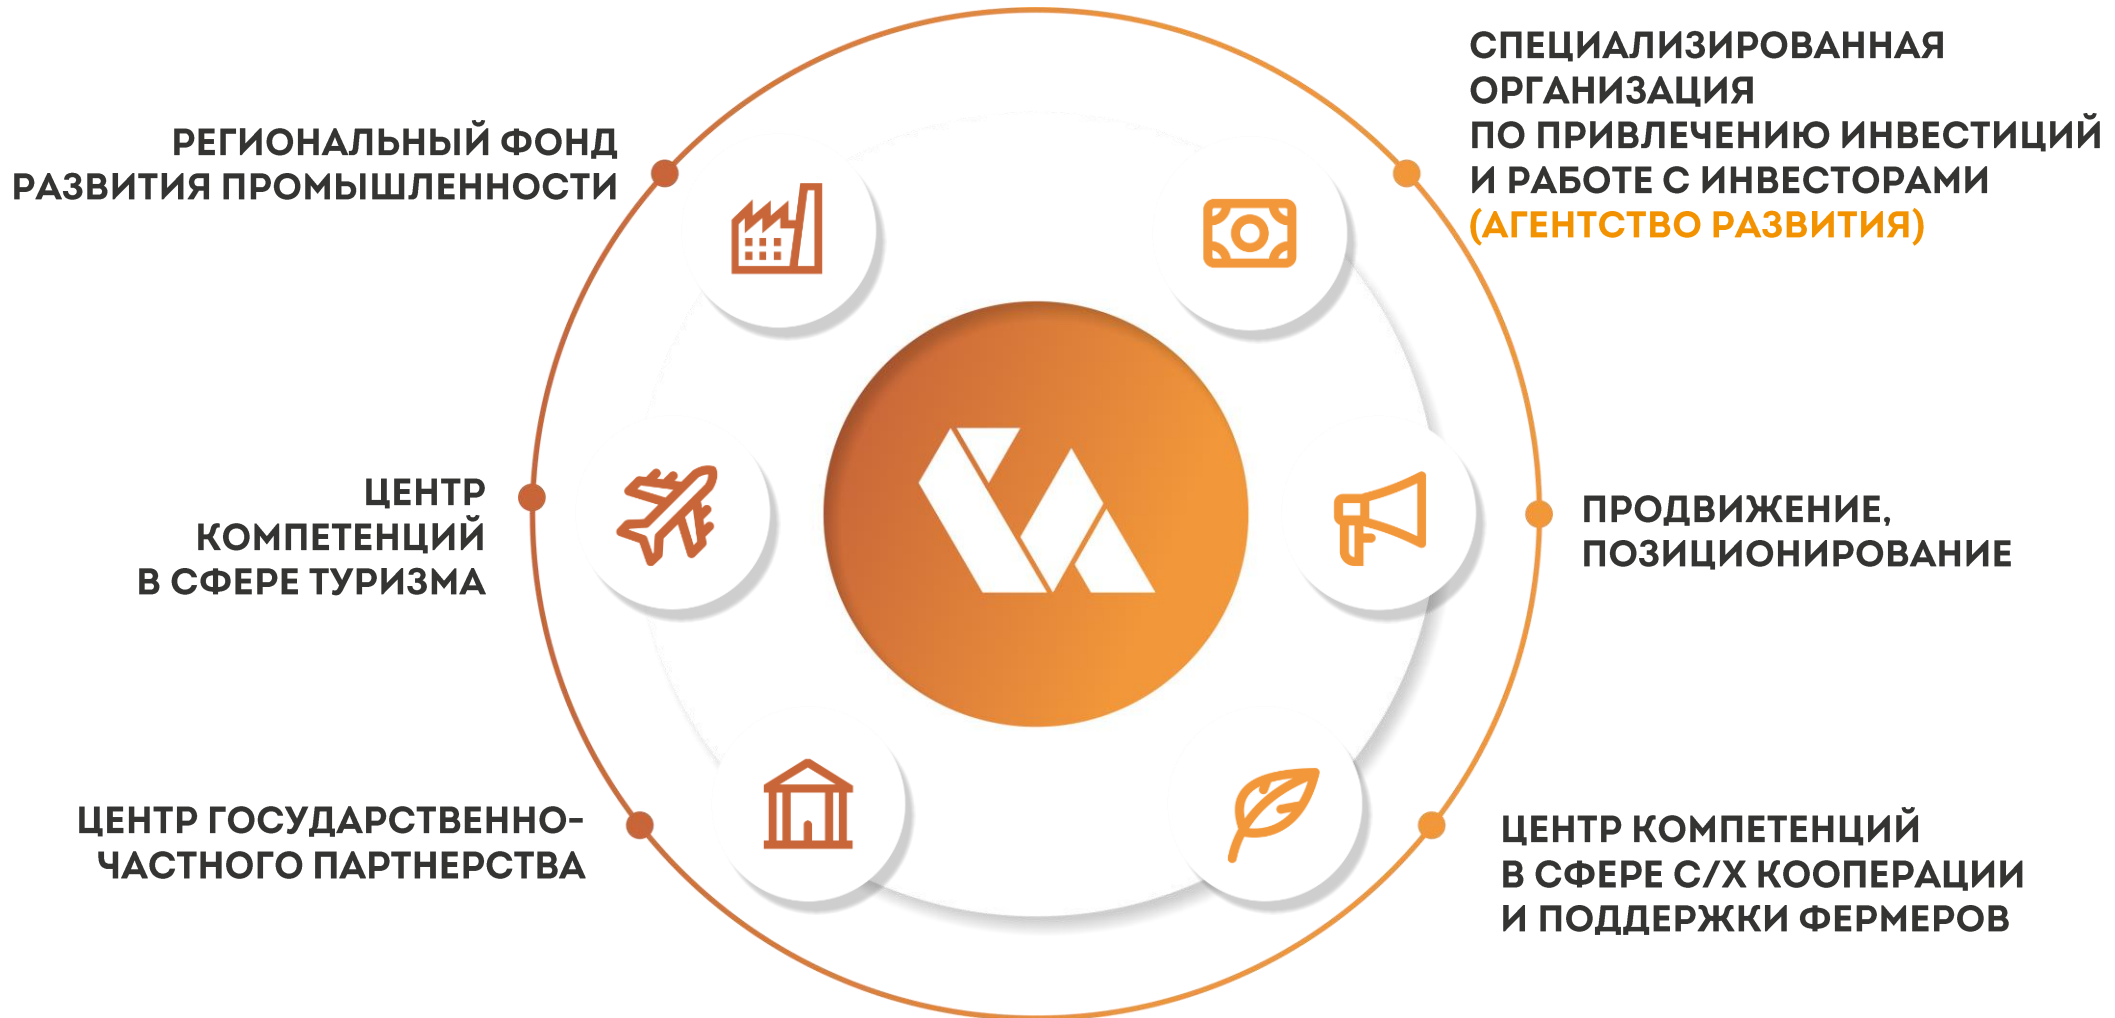 РЕГИОНАЛЬНЫЙ ФОНД
РАЗВИТИЯ ПРОМЫШЛЕННОСТИ
СПЕЦИАЛИЗИРОВАННАЯ
ОРГАНИЗАЦИЯ
ПО ПРИВЛЕЧЕНИЮ ИНВЕСТИЦИЙ
И РАБОТЕ С ИНВЕСТОРАМИ
(АГЕНТСТВО РАЗВИТИЯ)
ЦЕНТР
КОМПЕТЕНЦИЙ
В СФЕРЕ ТУРИЗМА
ПРОДВИЖЕНИЕ,
ПОЗИЦИОНИРОВАНИЕ
ЦЕНТР ГОСУДАРСТВЕННО-
ЧАСТНОГО ПАРТНЕРСТВА
ЦЕНТР КОМПЕТЕНЦИЙ
В СФЕРЕ С/Х КООПЕРАЦИИ
И ПОДДЕРЖКИ ФЕРМЕРОВ